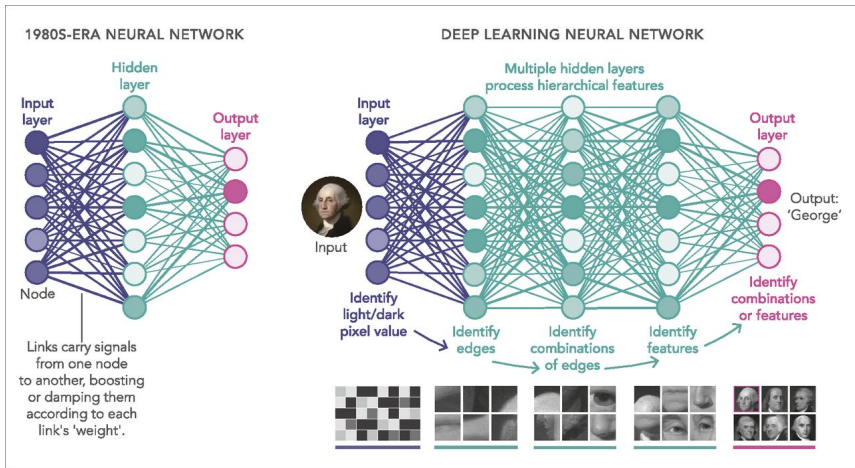 1980S-ERA NEURAL NETWORK
Hidden
layer
Input
layer
Output
layer
Node
Links carry signals
from one node
to another, boosting
or damping them
according to each
link's 'weight'.
DEEP LEARNING NEURAL NETWORK
Multiple hidden layers
process hierarchical features
Input
layer
Output
layer
Input
Output:
'George'
Identify
light/dark
pixel value
Identify
edges
Identify
combinations
of edges
Identify
features
Identify
combinations
or features